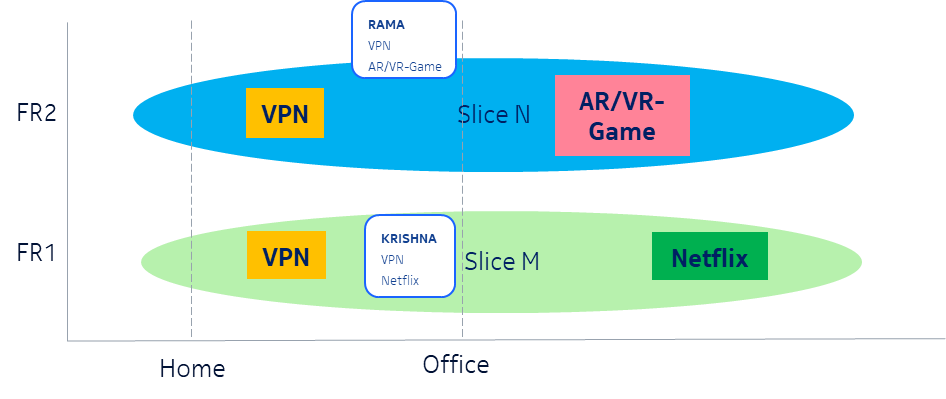 RAMA
VPN
AR/VR-Game
FR2
VPN
Slice N
AR/VR-
Game
FR1
VPN
KRISHNA
VPN
Netflix
Slice M
Netflix
Home
Office